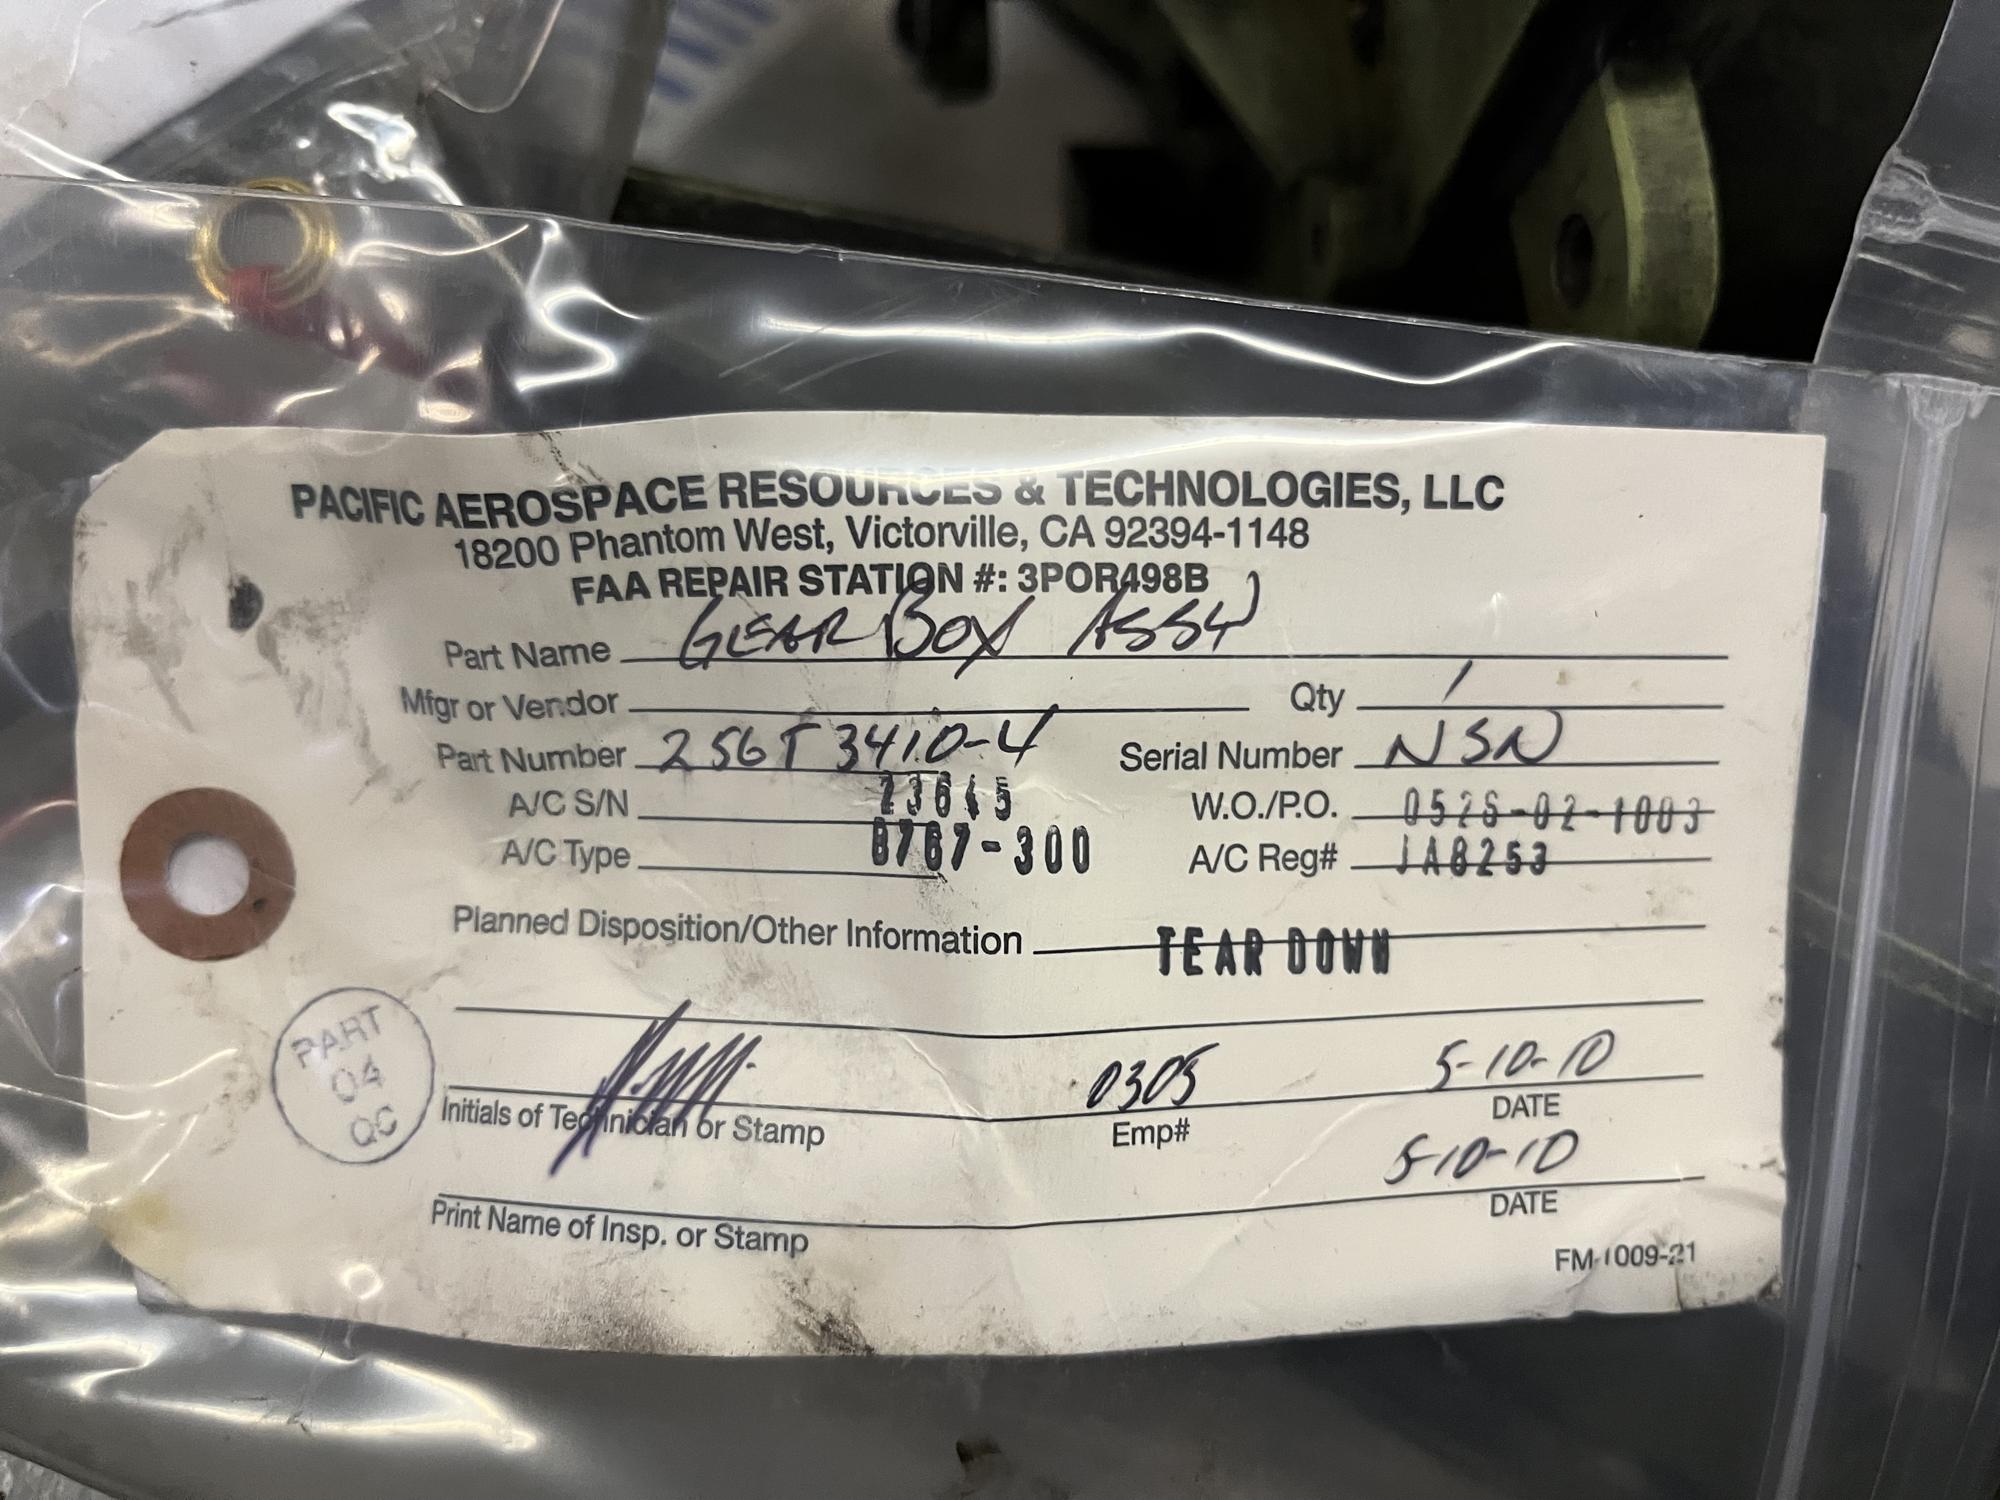 PACIFIC AEROSPACE RESOURCES & TECHNOLOGIES, LLC
18200 Phantom West, Victorville, CA 92394-1148
FAA REPAIR STATION #: 3POR498B
Part Name GEAR BOX ASSY
Mfgr or Vendor Qty 1
Part Number 256T3410-4 Serial Number NSN
A/C S/N 23645 W.O./P.O. 0526-02-1003
A/C Type B767-300 A/C Reg# JA8253
Planned Disposition/Other Information TEAR DOWN
PART
04
QC
0305 5-10-10
Initials of Technician or Stamp Emp# DATE
5-10-10
Print Name of Insp. or Stamp DATE
FM-1009-21